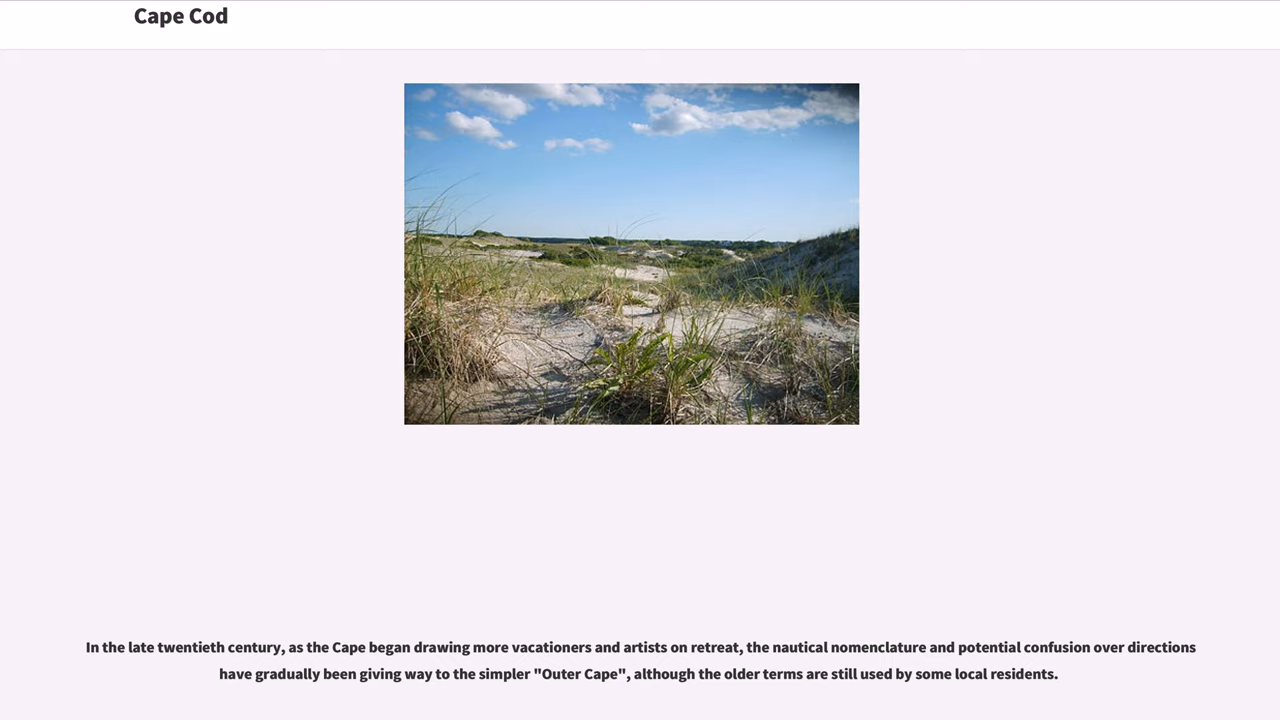 Cape Cod
In the late twentieth century, as the Cape began drawing more vacationers and artists on retreat, the nautical nomenclature and potential confusion over directions
have gradually been giving way to the simpler "Outer Cape", although the older terms are still used by some local residents.